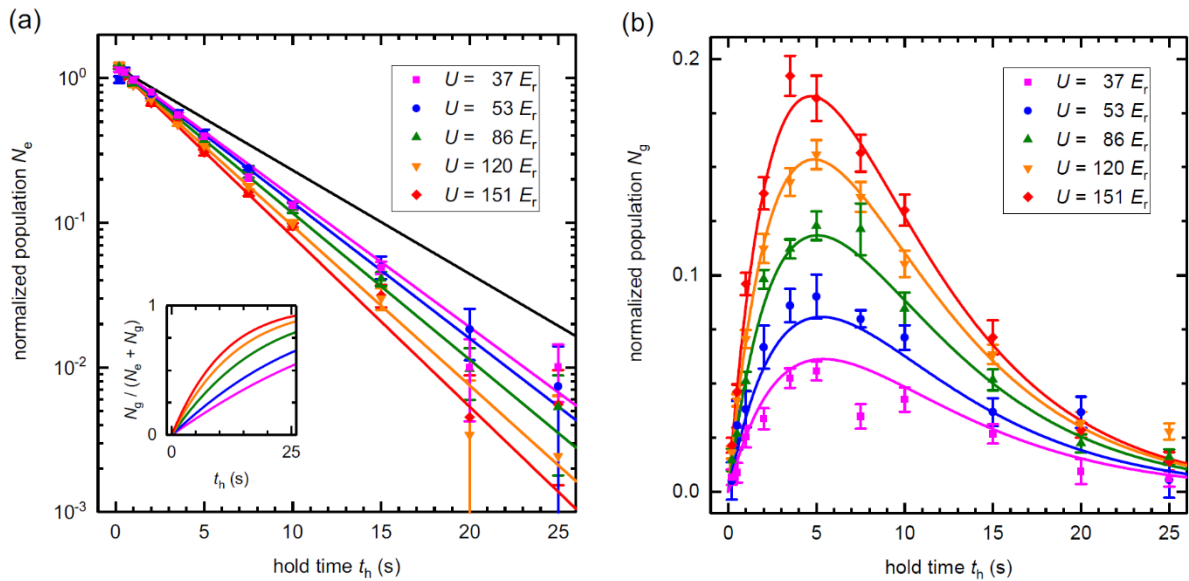 (a)
normalized population Ne
10^0
10^-1
10^-2
10^-3
U = 37 Er
U = 53 Er
U = 86 Er
U = 120 Er
U = 151 Er
Ng / (Ne + Ng)
1
0
0
25
th (s)
0
5
10
15
20
25
hold time th (s)
(b)
normalized population Ng
0.2
0.1
0.0
U = 37 Er
U = 53 Er
U = 86 Er
U = 120 Er
U = 151 Er
0
5
10
15
20
25
hold time th (s)